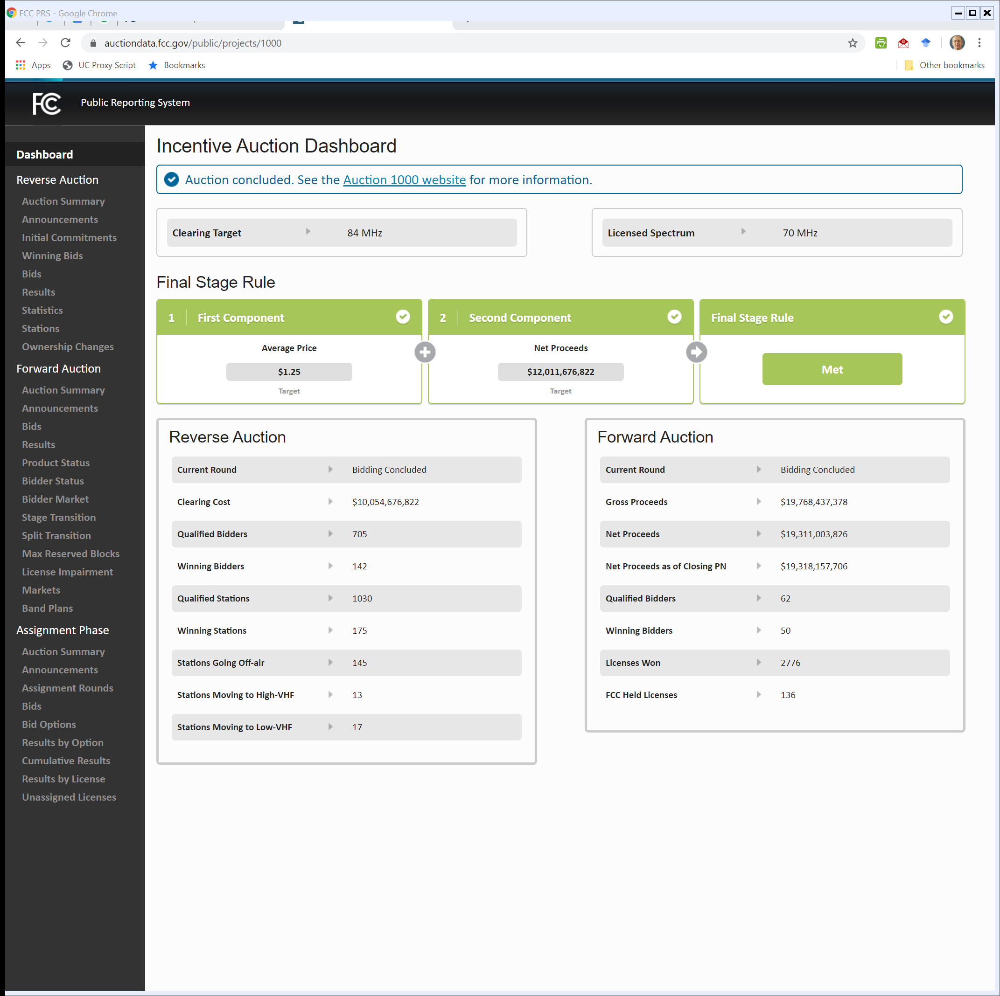 FCC PRS - Google Chrome
auctiondata.fcc.gov/public/projects/1000
Apps
UC Proxy Script
Bookmarks
Other bookmarks
FCC
Public Reporting System
Dashboard
Reverse Auction
Auction Summary
Announcements
Initial Commitments
Winning Bids
Bids
Results
Statistics
Stations
Ownership Changes
Forward Auction
Auction Summary
Announcements
Bids
Results
Product Status
Bidder Status
Bidder Market
Stage Transition
Split Transition
Max Reserved Blocks
License Impairment
Markets
Band Plans
Assignment Phase
Auction Summary
Announcements
Assignment Rounds
Bids
Bid Options
Results by Option
Cumulative Results
Results by License
Unassigned Licenses
Incentive Auction Dashboard
Auction concluded. See the Auction 1000 website for more information.
Clearing Target 84 MHz
Licensed Spectrum 70 MHz
Final Stage Rule
1 First Component
Average Price
$1.25
Target
2 Second Component
Net Proceeds
$12,011,676,822
Target
Final Stage Rule
Met
Reverse Auction
Current Round Bidding Concluded
Clearing Cost $10,054,676,822
Qualified Bidders 705
Winning Bidders 142
Qualified Stations 1030
Winning Stations 175
Stations Going Off-air 145
Stations Moving to High-VHF 13
Stations Moving to Low-VHF 17
Forward Auction
Current Round Bidding Concluded
Gross Proceeds $19,768,437,378
Net Proceeds $19,311,003,826
Net Proceeds as of Closing PN $19,318,157,706
Qualified Bidders 62
Winning Bidders 50
Licenses Won 2776
FCC Held Licenses 136